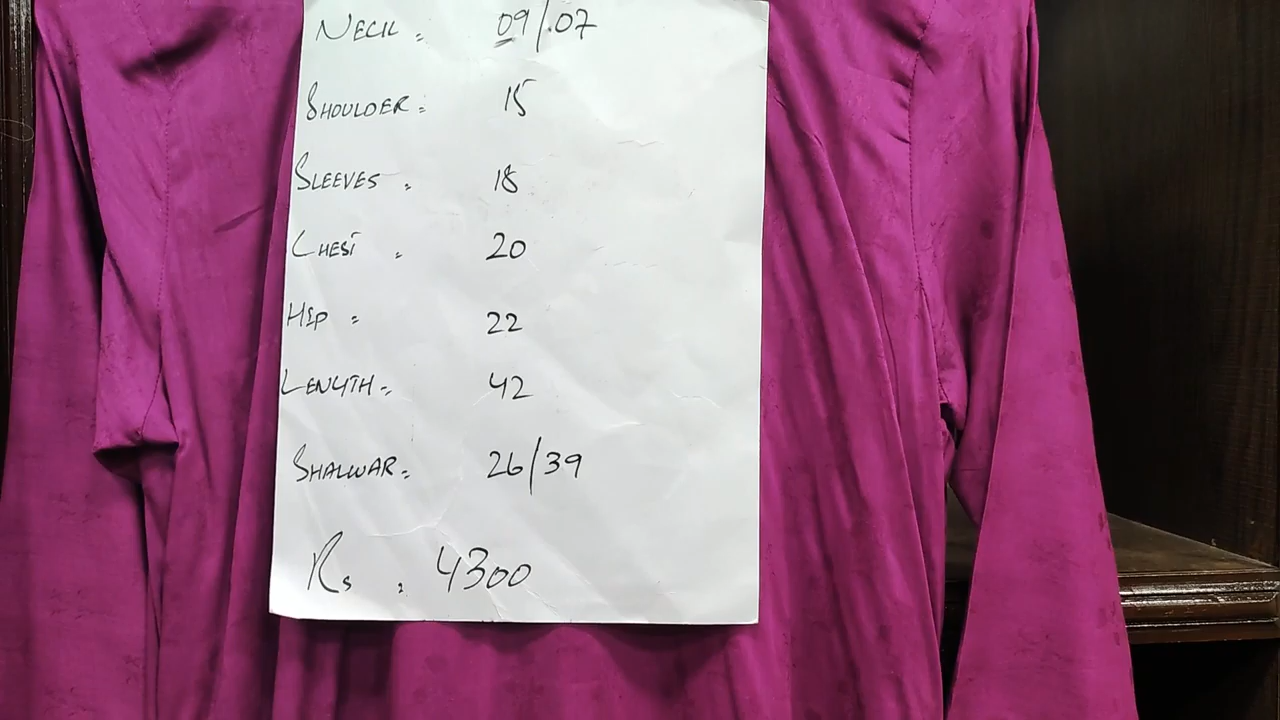 NECK = 09/.07
SHOULDER = 15
SLEEVES = 18
CHEST = 20
HIP = 22
LENGTH = 42
SHALWAR = 26/39
Rs = 4300